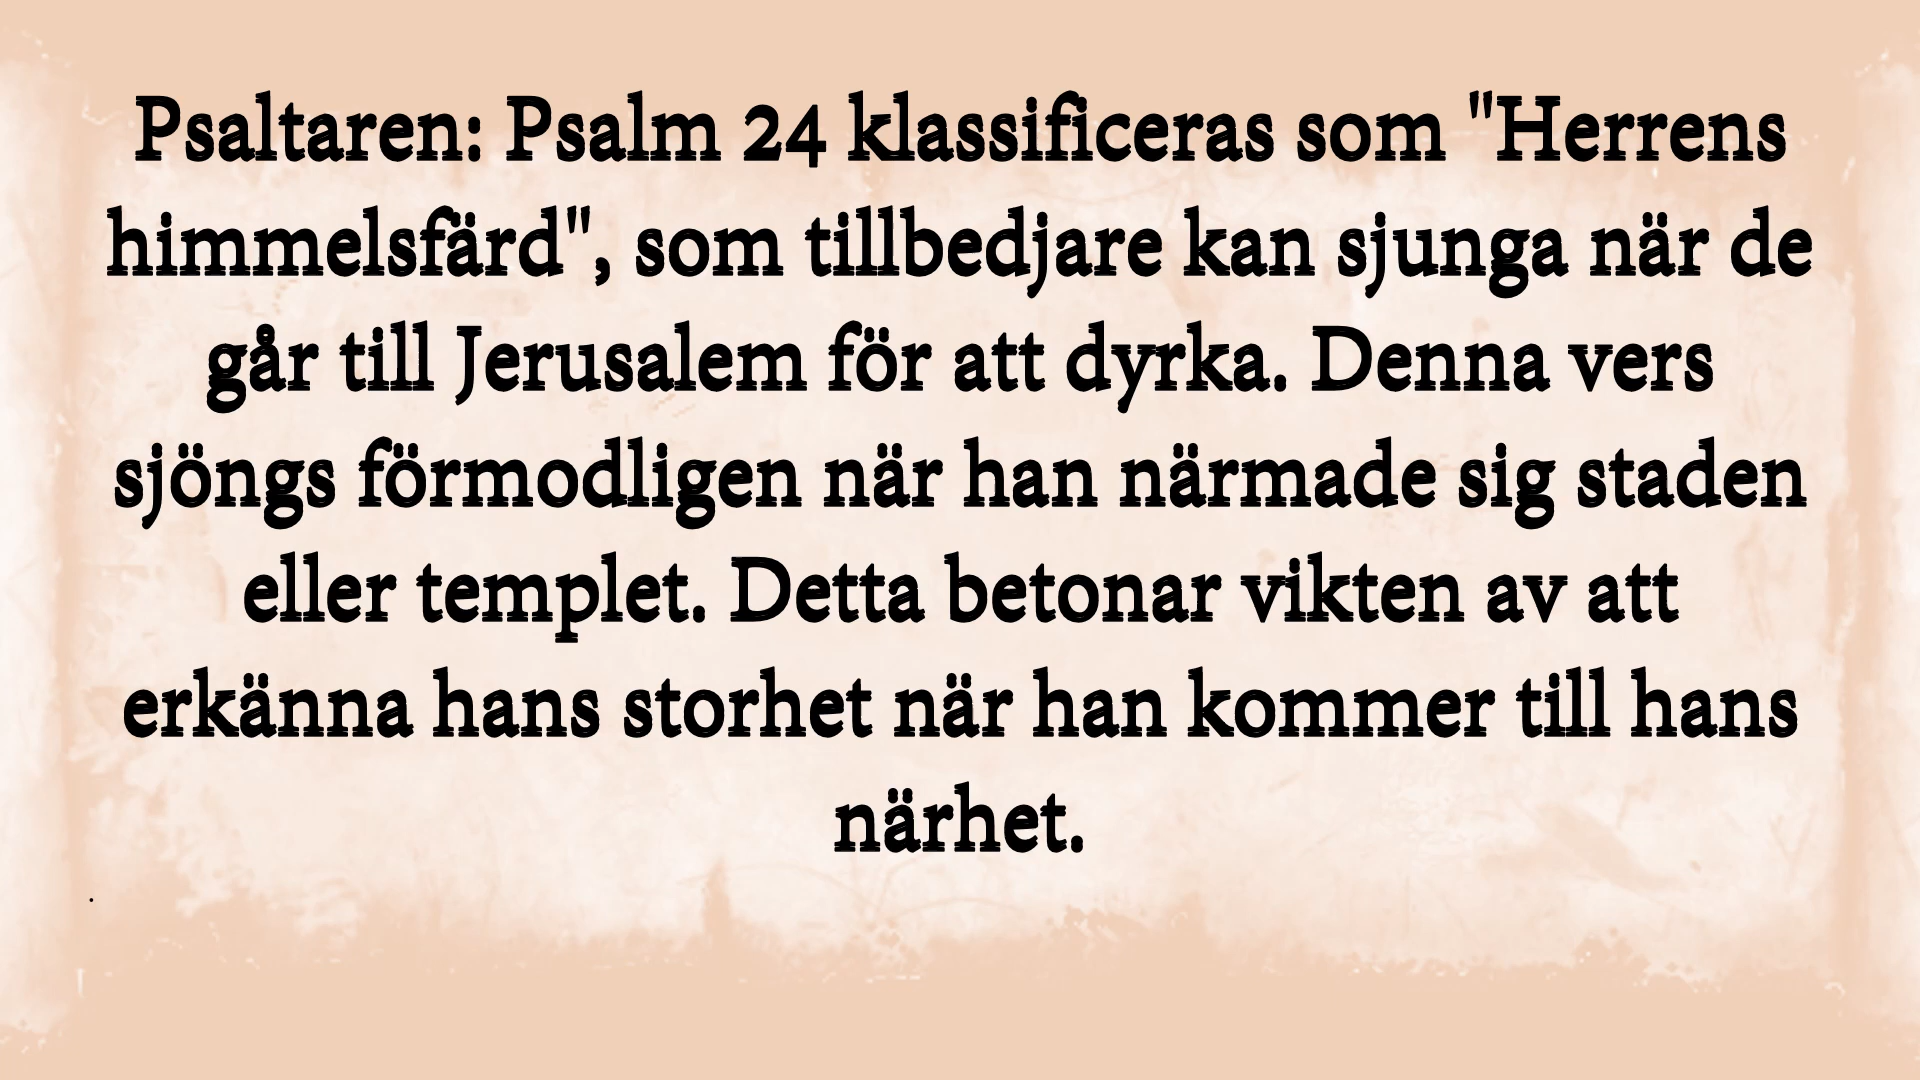 Psaltaren: Psalm 24 klassificeras som "Herrens
himmelsfärd", som tillbedjare kan sjunga när de
går till Jerusalem för att dyrka. Denna vers
sjöngs förmodligen när han närmade sig staden
eller templet. Detta betonar vikten av att
erkänna hans storhet när han kommer till hans
närhet.
.